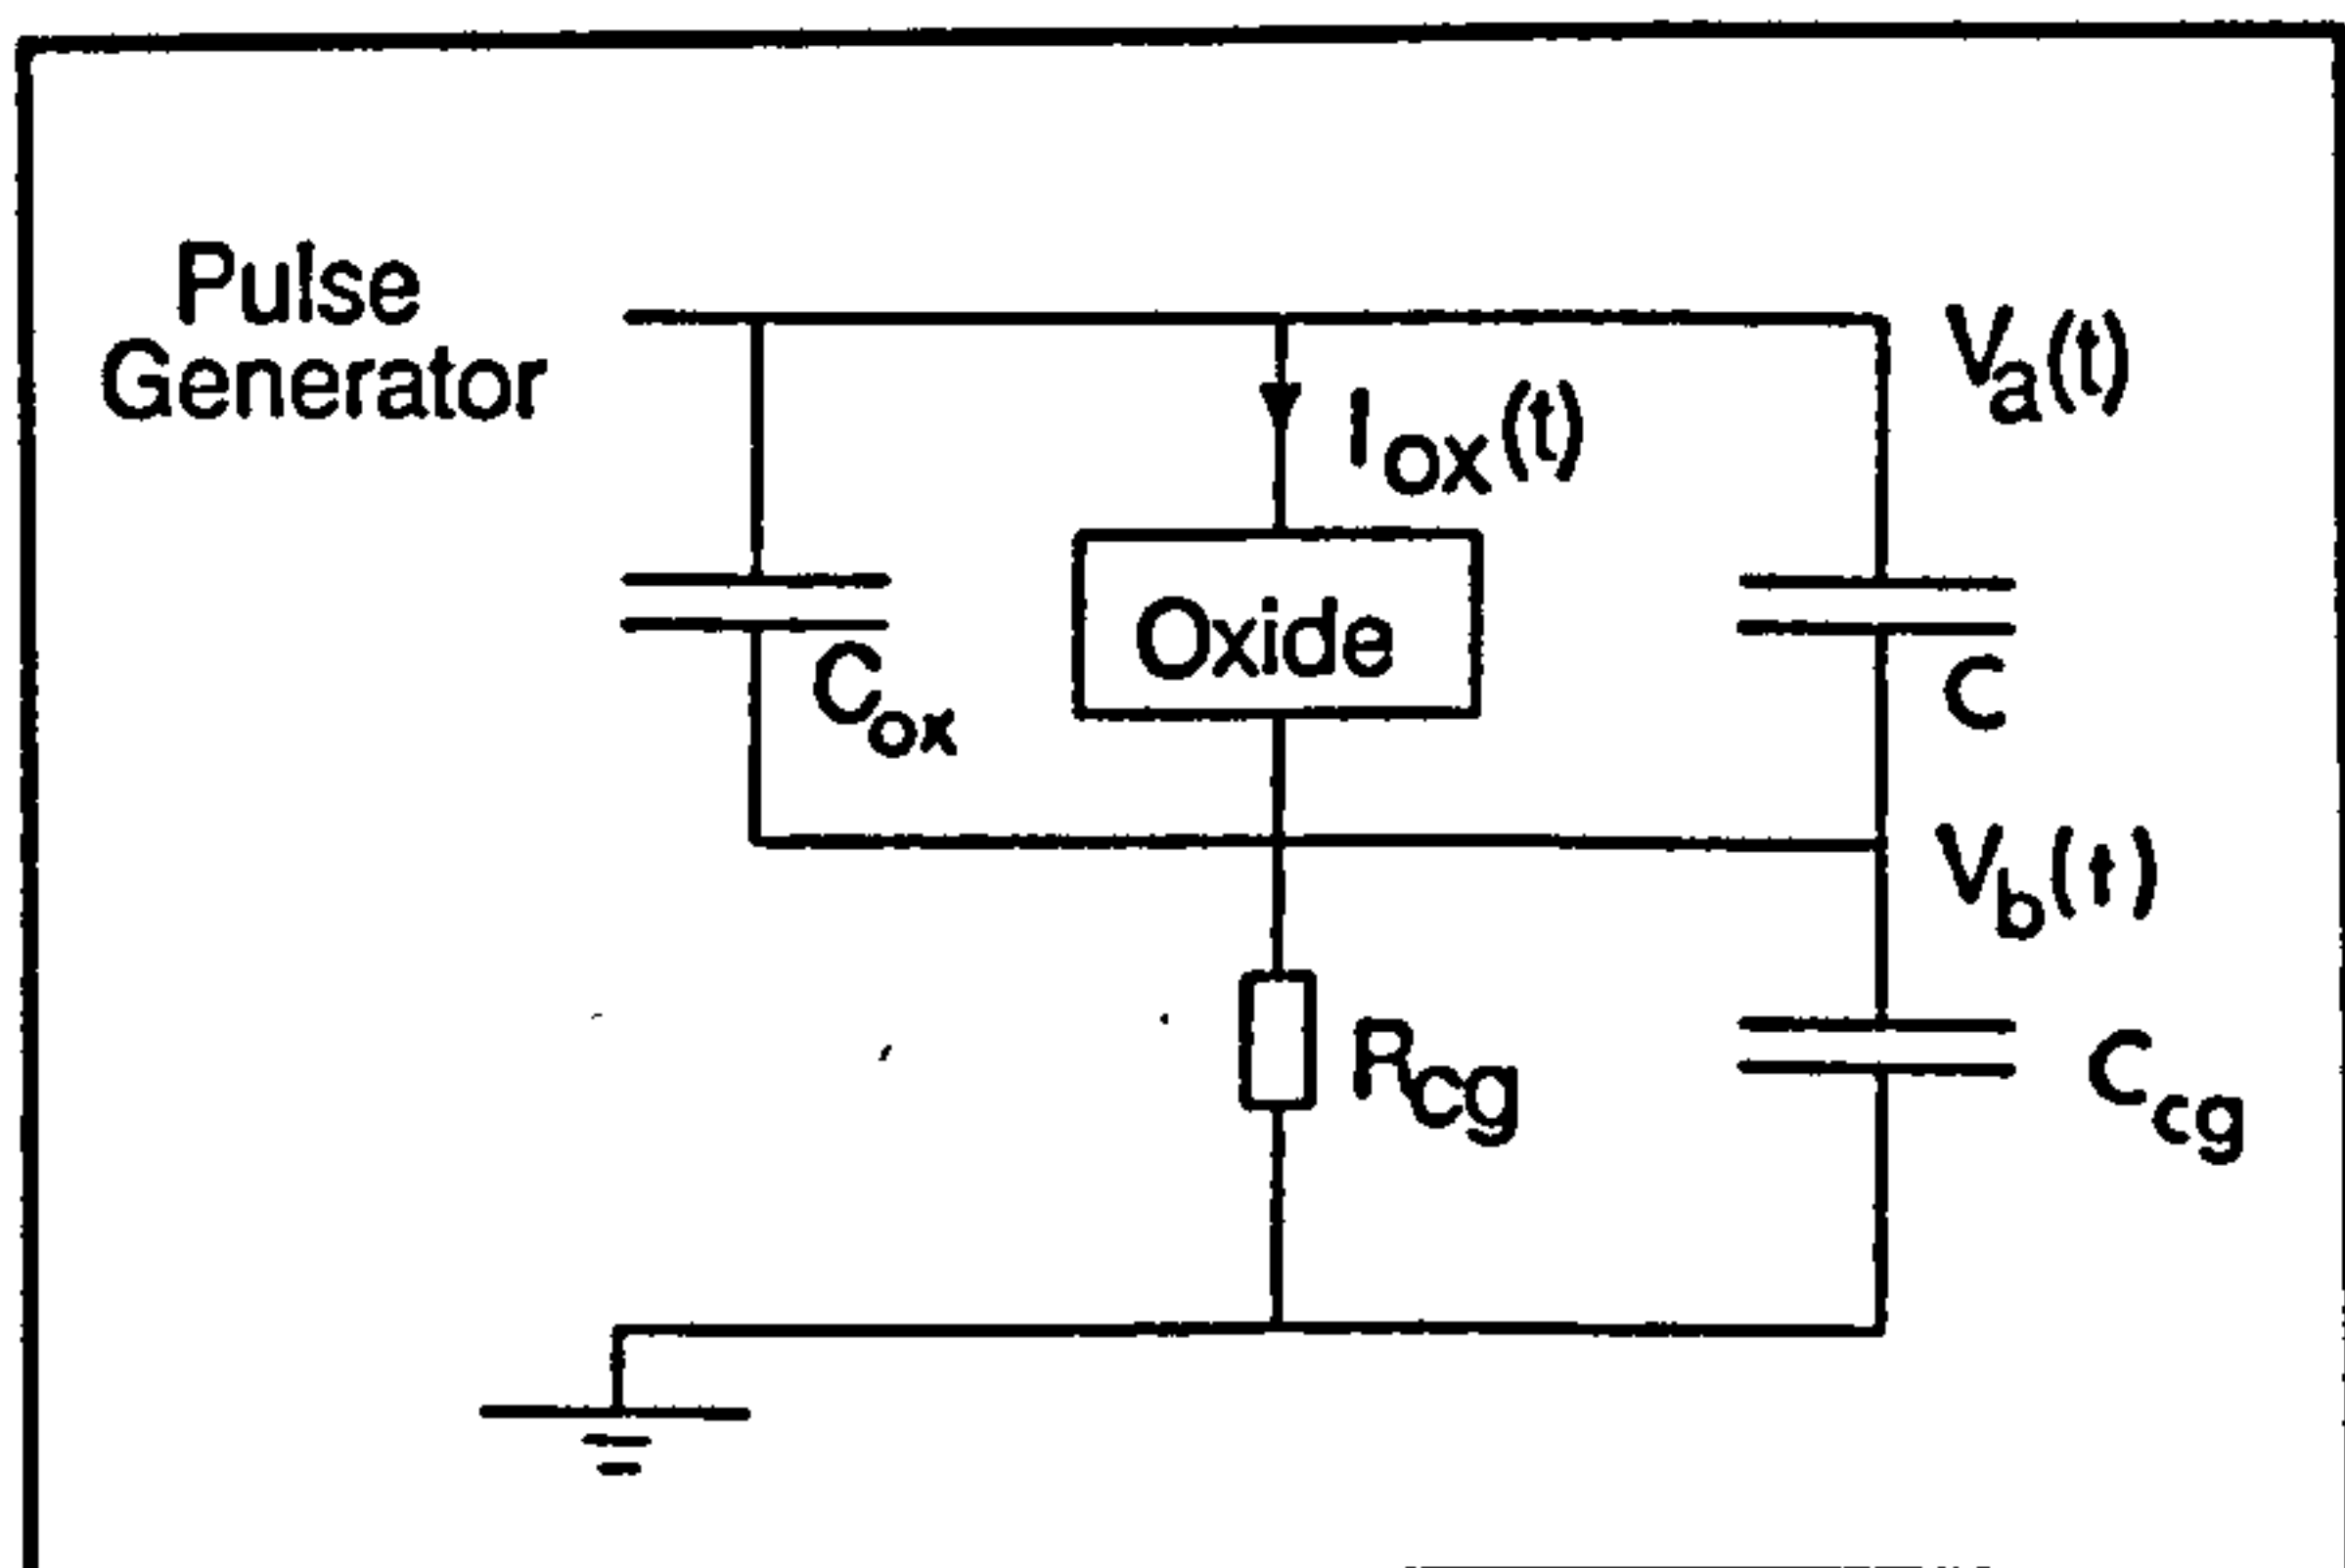 Pulse
Generator
Va(t)
Iox(t)
Oxide
Cox
C
Vb(t)
Rcg
Ccg